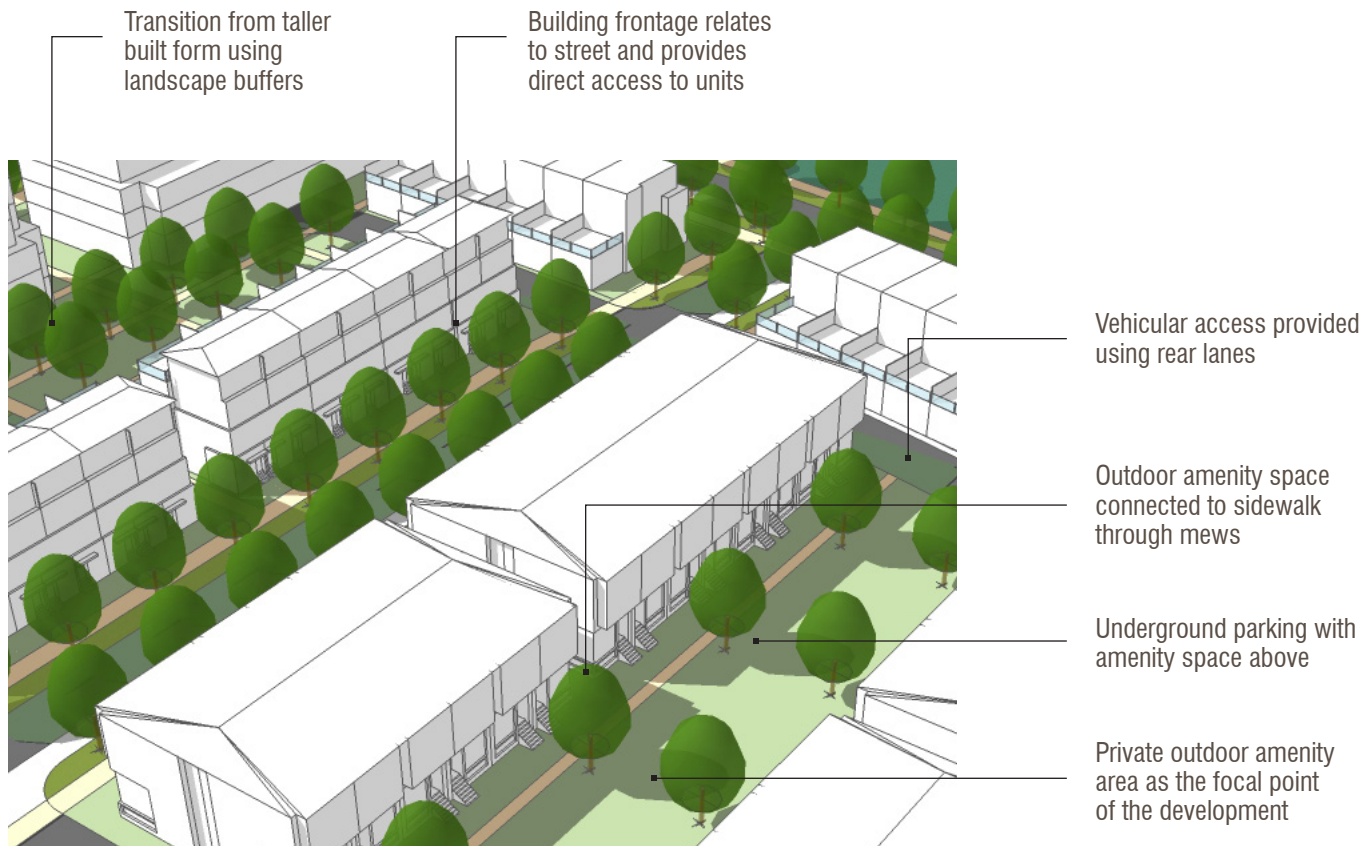 Transition from taller
built form using
landscape buffers
Building frontage relates
to street and provides
direct access to units
Vehicular access provided
using rear lanes
Outdoor amenity space
connected to sidewalk
through mews
Underground parking with
amenity space above
Private outdoor amenity
area as the focal point
of the development